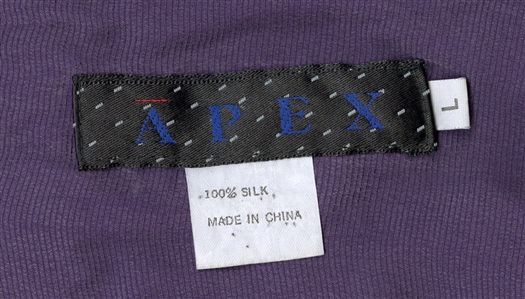 APEX
L
100% SILK
MADE IN CHINA